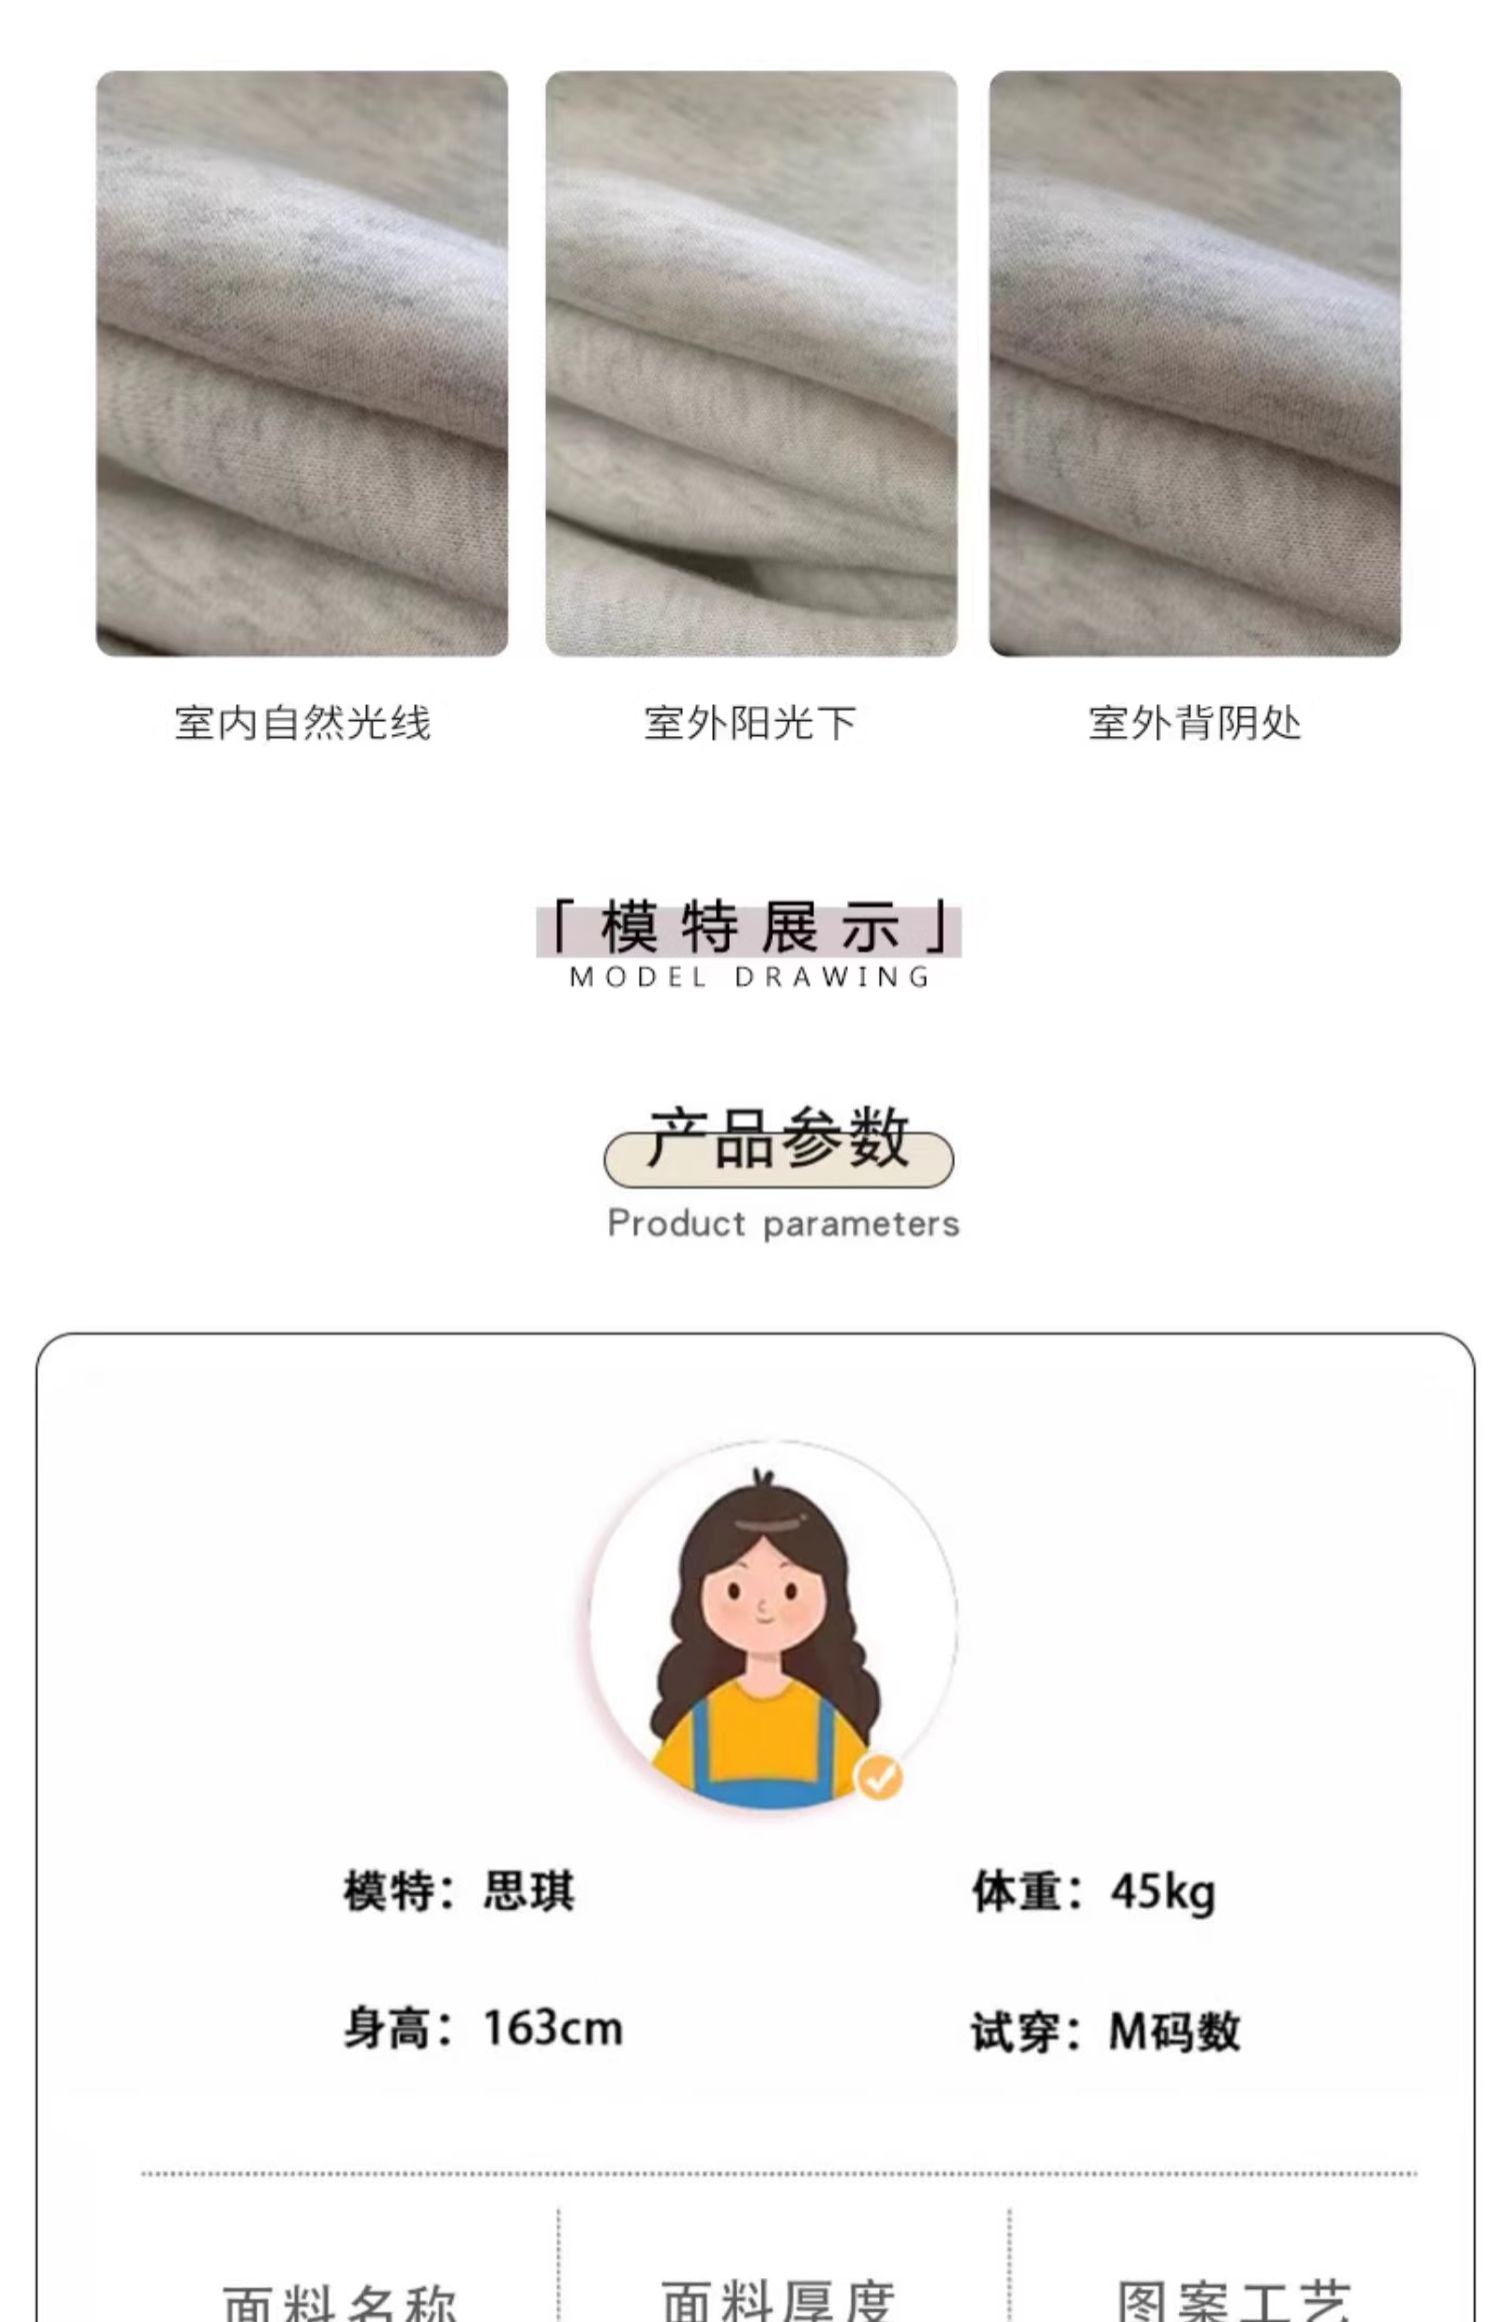 室内自然光线 室外阳光下 室外背阴处
「模特展示」
MODEL DRAWING
产品参数
Product parameters
模特：思琪 体重：45kg
身高：163cm 试穿：M码数
面料名称 面料厚度 图案工艺